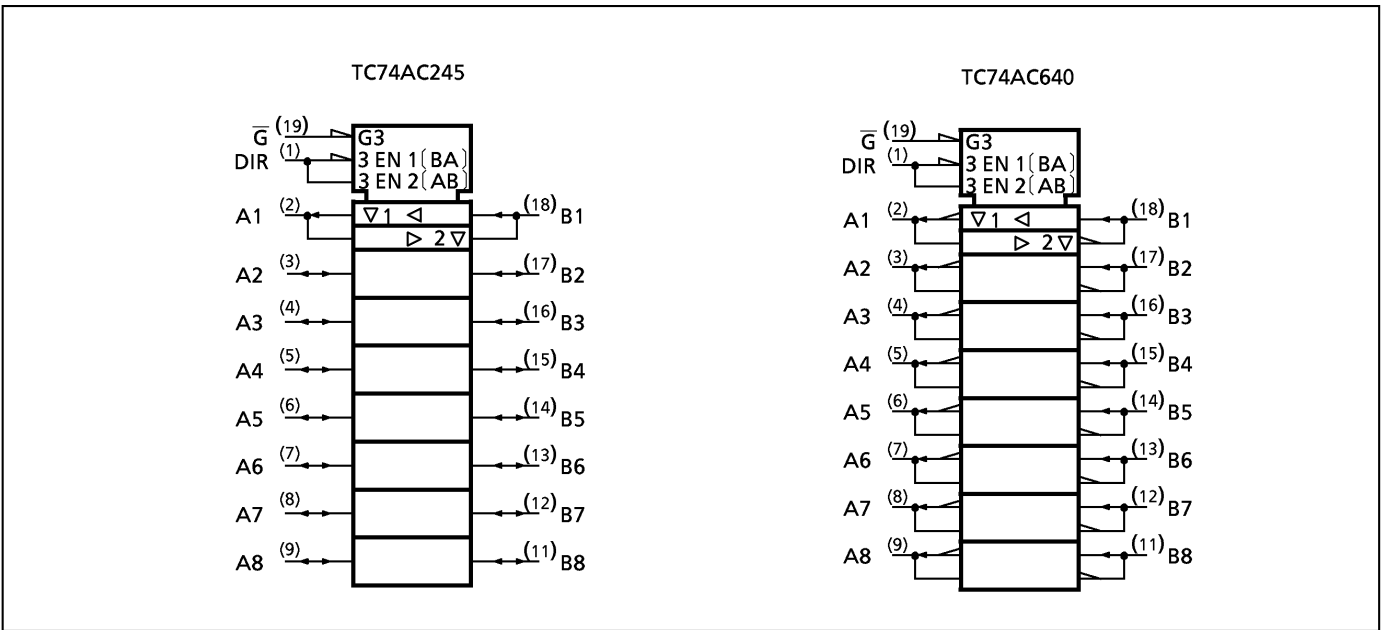 TC74AC245
G̅ (19) G3
DIR (1) 3 EN 1 [BA]
3 EN 2 [AB]
A1 (2) ▽ 1 ◁ (18) B1
▷ 2 ▽
A2 (3) (17) B2
A3 (4) (16) B3
A4 (5) (15) B4
A5 (6) (14) B5
A6 (7) (13) B6
A7 (8) (12) B7
A8 (9) (11) B8
TC74AC640
G̅ (19) G3
DIR (1) 3 EN 1 [BA]
3 EN 2 [AB]
A1 (2) ▽ 1 ◁ (18) B1
▷ 2 ▽
A2 (3) (17) B2
A3 (4) (16) B3
A4 (5) (15) B4
A5 (6) (14) B5
A6 (7) (13) B6
A7 (8) (12) B7
A8 (9) (11) B8